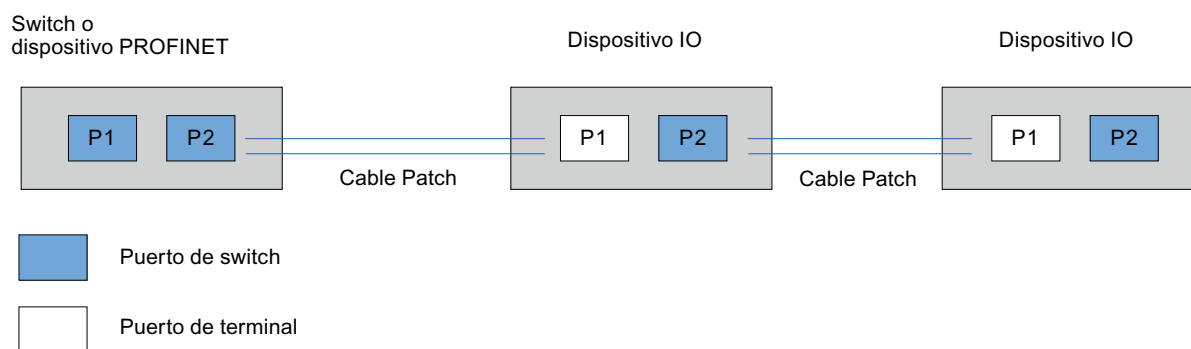 Switch o
dispositivo PROFINET
Dispositivo IO
Dispositivo IO
P1
P2
P1
P2
P1
P2
Cable Patch
Cable Patch
Puerto de switch
Puerto de terminal